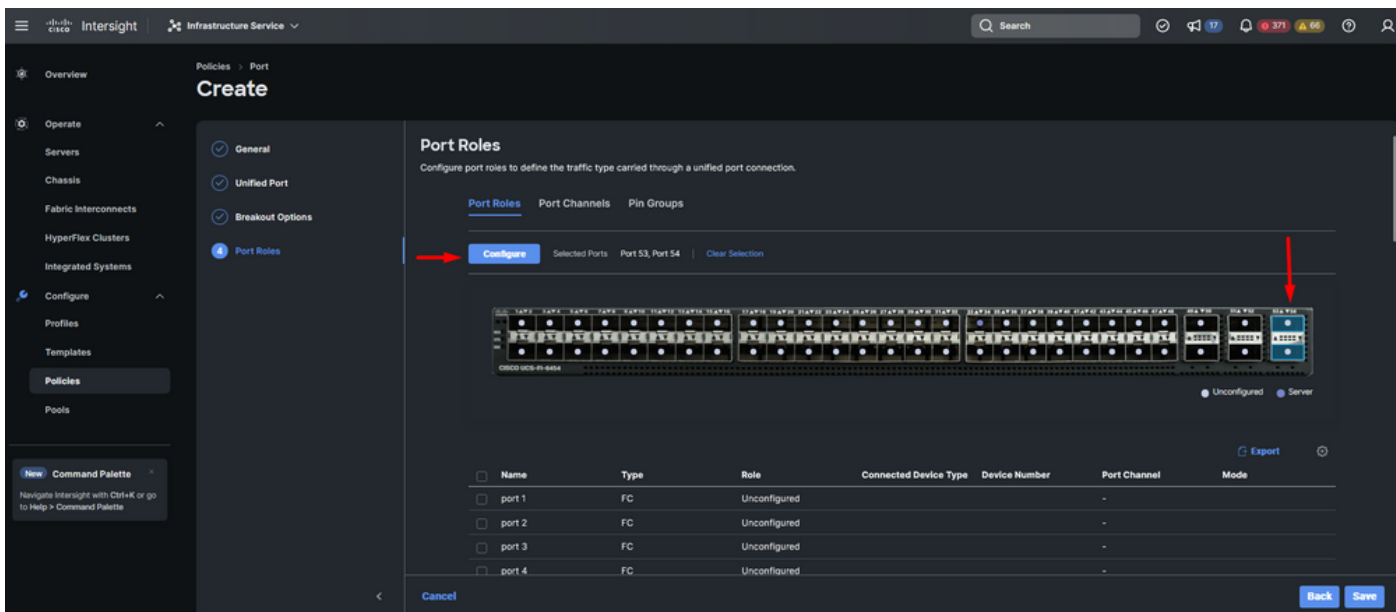 cisco Intersight
Infrastructure Service
Search
17
371
66
Overview
Operate
Servers
Chassis
Fabric Interconnects
HyperFlex Clusters
Integrated Systems
Configure
Profiles
Templates
Policies
Pools
New Command Palette
Navigate Intersight with Ctrl+K or go
to Help > Command Palette
Policies > Port
Create
General
Unified Port
Breakout Options
4 Port Roles
Port Roles
Configure port roles to define the traffic type carried through a unified port connection.
Port Roles Port Channels Pin Groups
Configure Selected Ports Port 53, Port 54 | Clear Selection
CISCO UCS-FI-6454
Unconfigured Server
Export
Name Type Role Connected Device Type Device Number Port Channel Mode
port 1 FC Unconfigured -
port 2 FC Unconfigured -
port 3 FC Unconfigured -
port 4 FC Unconfigured -
Cancel Back Save